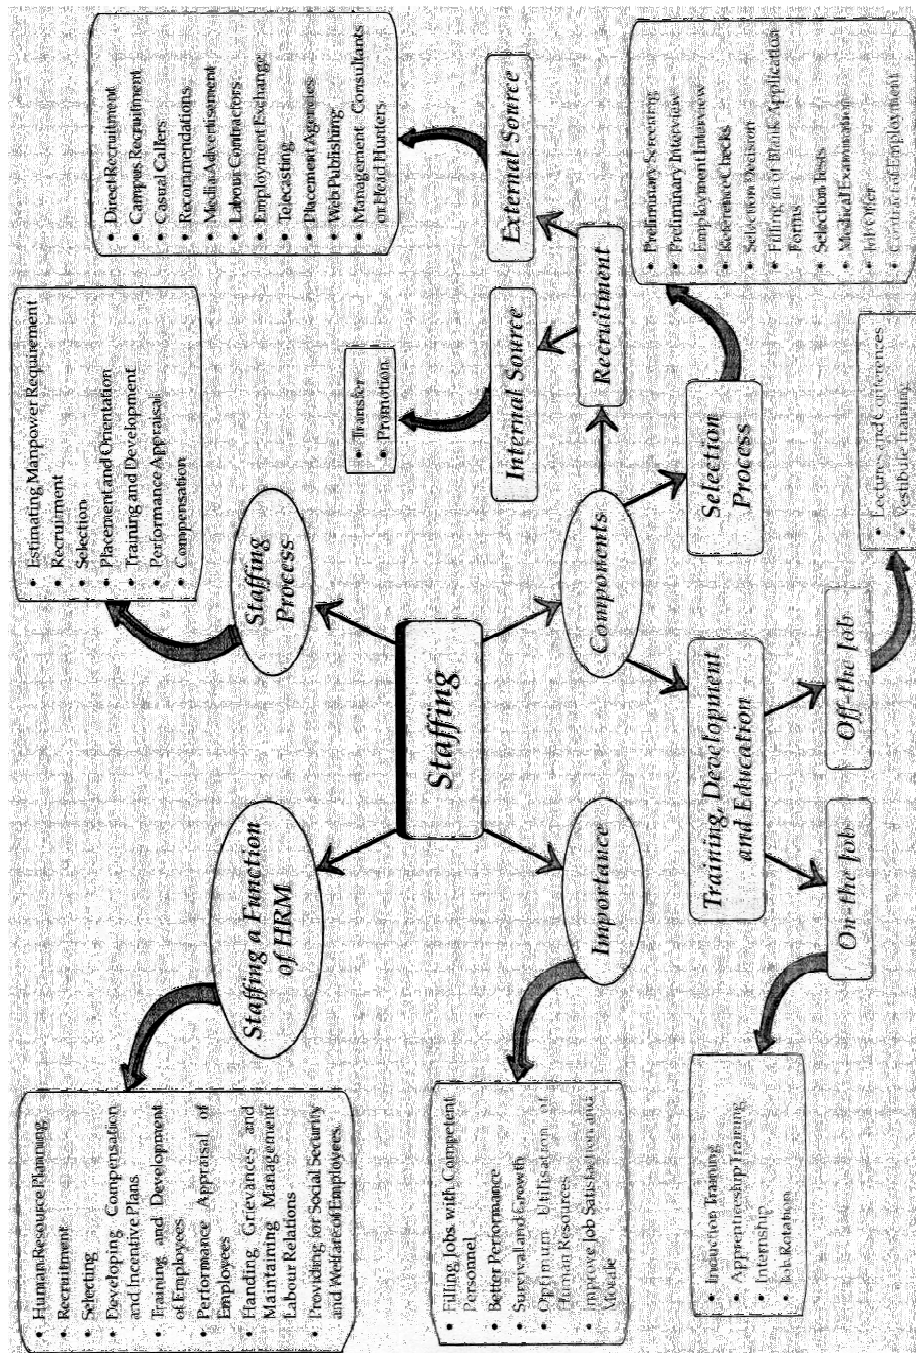 • Human Resource Planning
• Recruitment
• Selecting
• Developing Compensation
and Incentive Plans
• Training and Development
of Employees
• Performance Appraisal of
Employees
• Handing Grievances and
Maintaining Management
Labour Relations
• Providing for Social Security
and Welfare of Employees.
Staffing a Function
of HRM
• Estimating Manpower Requirement
• Recruitment
• Selection
• Placement and Orientation
• Training and Development
• Performance Appraisal
• Compensation
Staffing
Process
• Direct Recruitment
• Campus Recruitment
• Casual Callers
• Recommendations
• Media Advertisement
• Labour Contractors
• Employment Exchange
• Telecasting
• Placement Agencies
• Web Publishing
• Management Consultants
or Head Hunters
• Transfer
• Promotion
External Source
Internal Source
Recruitment
Staffing
• Filling Jobs with Competent
Personnel
• Better Performance
• Survival and Growth
• Optimum Utilisation of
Human Resources
• Improve Job Satisfaction and
Morale
Importance
Components
• Preliminary Screening
• Preliminary Interview
• Employment Interview
• Reference Checks
• Selection Decision
• Filling in of Blank Application
Forms
• Selection Tests
• Medical Examination
• Job Offer
• Contract of Employment
Selection
Process
Training, Development
and Education
On-the Job
Off-the Job
• Induction Training
• Apprenticeship Training
• Internship
• Job Rotation
• Lectures and Conferences
• Vestibule Training